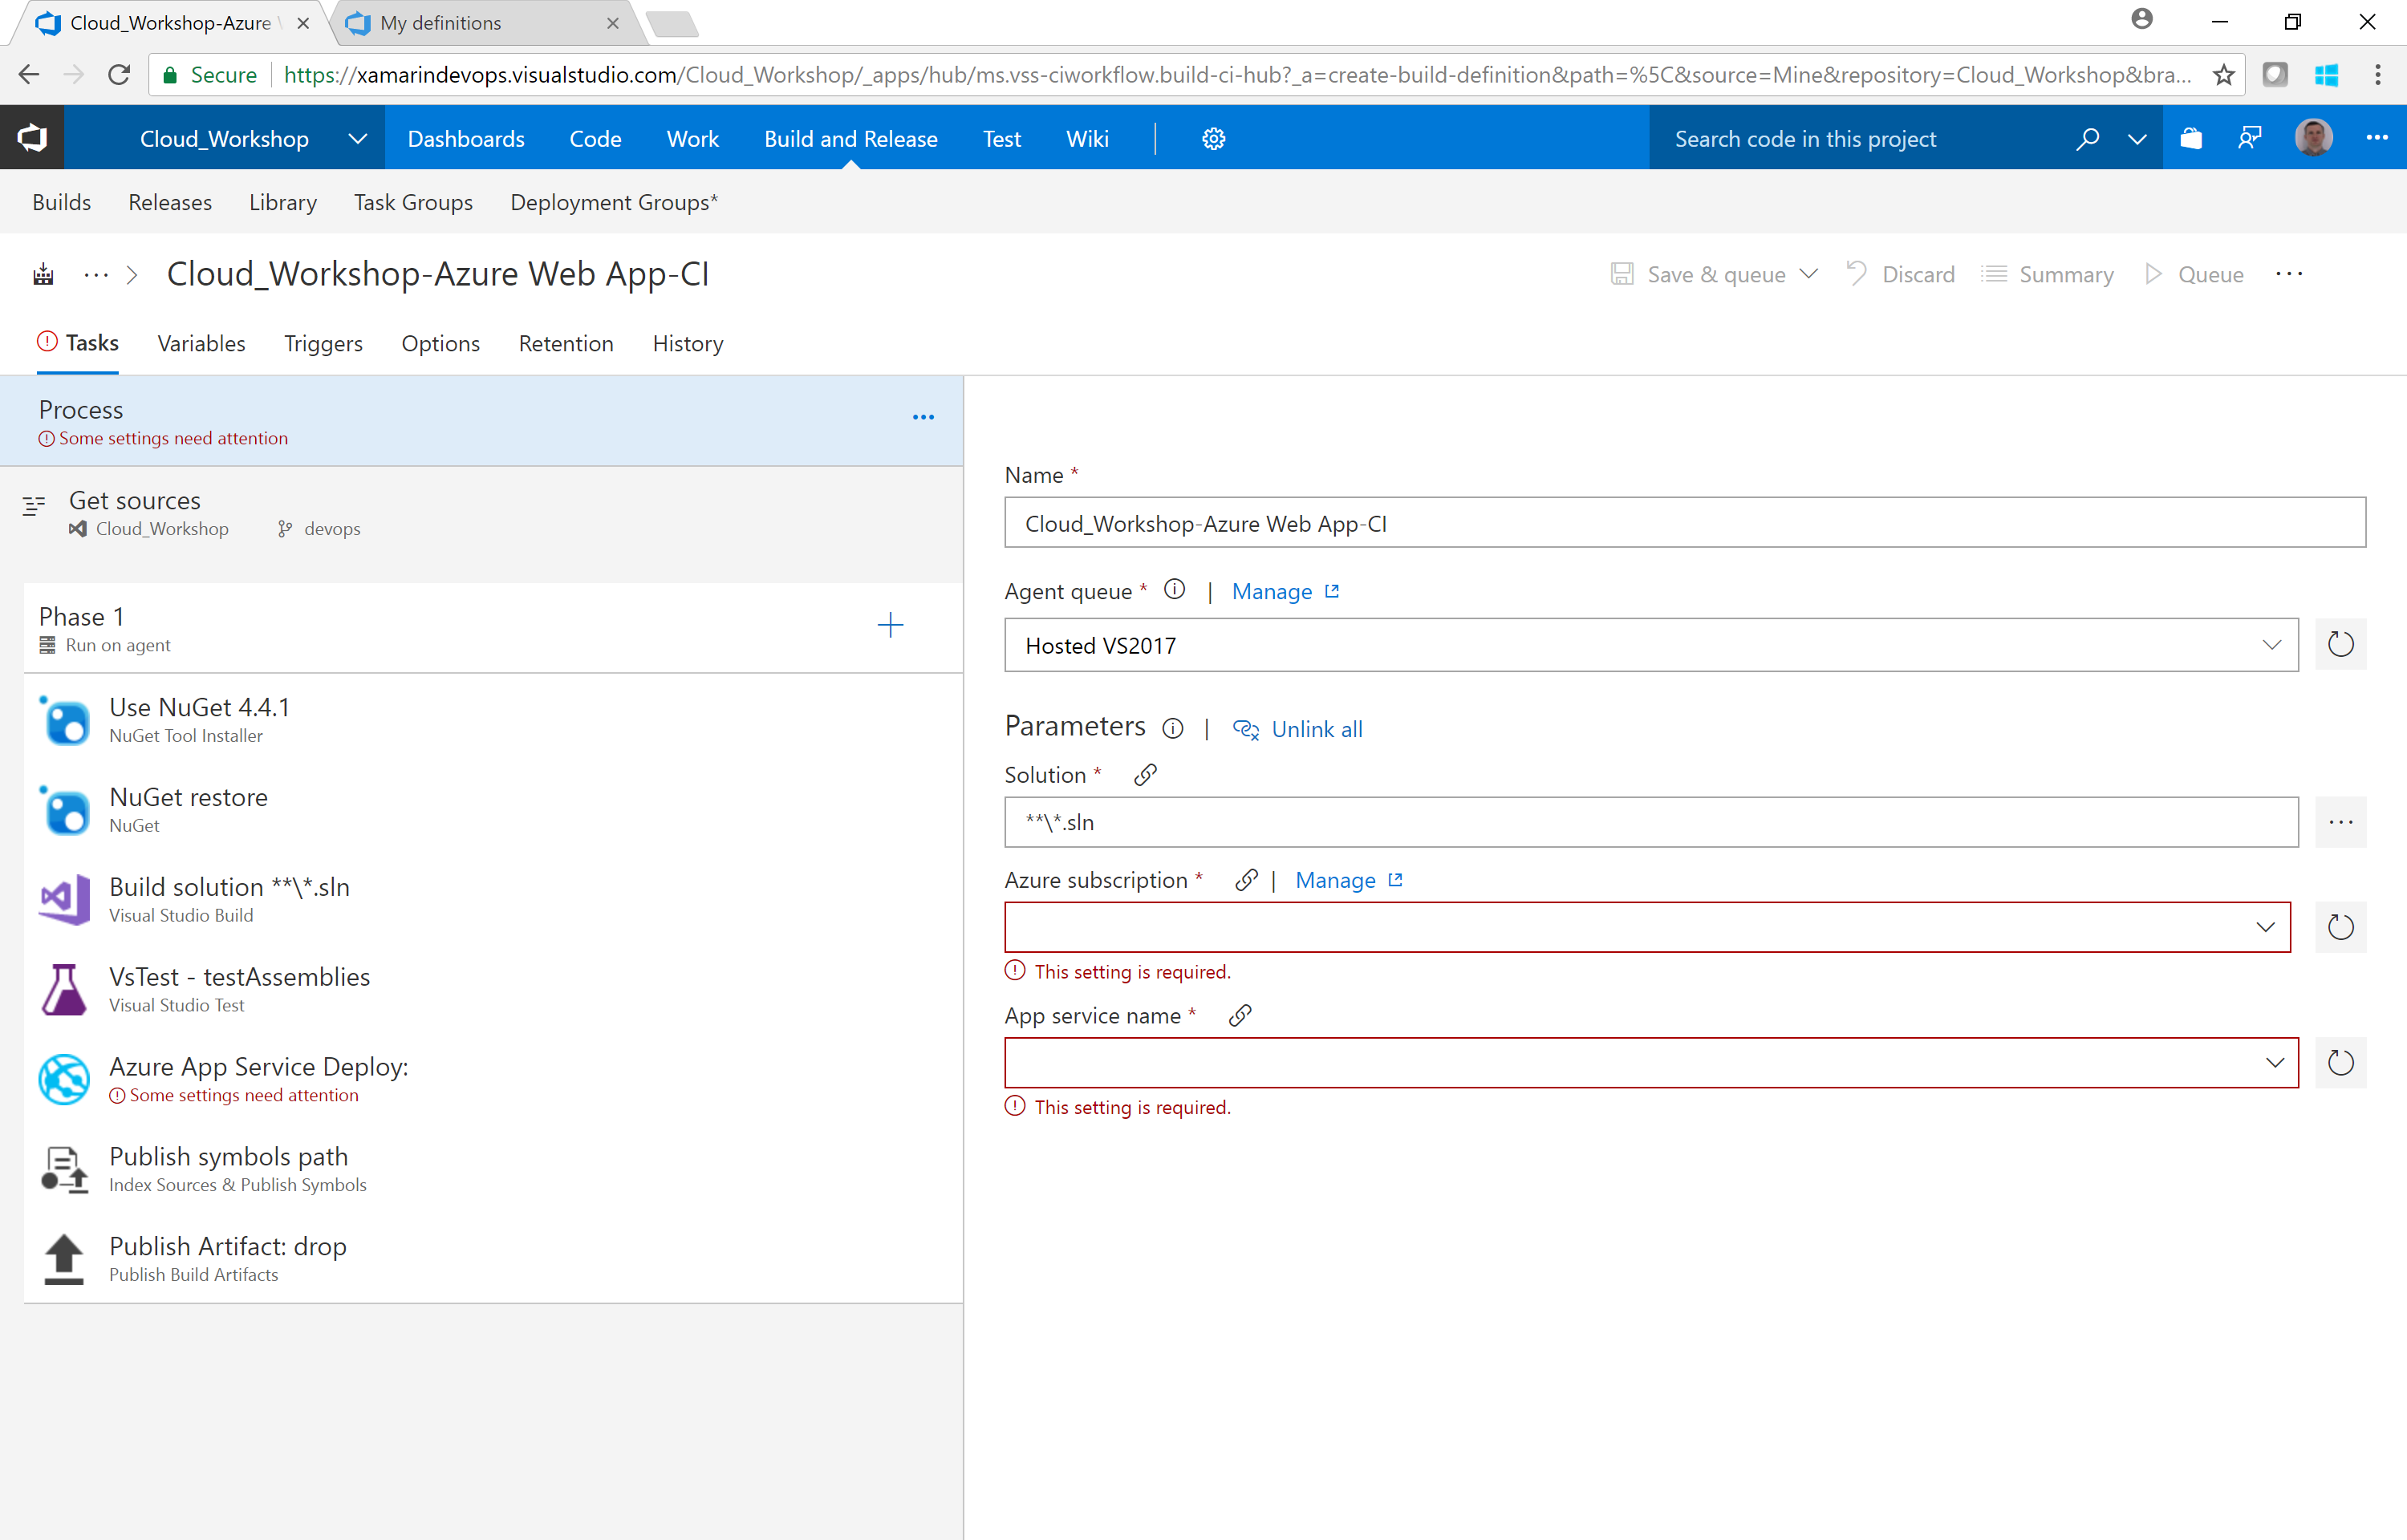 Cloud_Workshop-Azure
My definitions
Secure
https://xamarindevops.visualstudio.com/Cloud_Workshop/_apps/hub/ms.vss-ciworkflow.build-ci-hub?_a=create-build-definition&path=%5C&source=Mine&repository=Cloud_Workshop&bra...
Cloud_Workshop
Dashboards
Code
Work
Build and Release
Test
Wiki
Search code in this project
Builds
Releases
Library
Task Groups
Deployment Groups*
... > Cloud_Workshop-Azure Web App-CI
Save & queue
Discard
Summary
Queue
...
Tasks
Variables
Triggers
Options
Retention
History
Process
Some settings need attention
Get sources
Cloud_Workshop
devops
Phase 1
Run on agent
Use NuGet 4.4.1
NuGet Tool Installer
NuGet restore
NuGet
Build solution **\*.sln
Visual Studio Build
VsTest - testAssemblies
Visual Studio Test
Azure App Service Deploy:
Some settings need attention
Publish symbols path
Index Sources & Publish Symbols
Publish Artifact: drop
Publish Build Artifacts
Name *
Cloud_Workshop-Azure Web App-CI
Agent queue * | Manage
Hosted VS2017
Parameters | Unlink all
Solution *
**\*.sln
...
Azure subscription * | Manage
This setting is required.
App service name *
This setting is required.